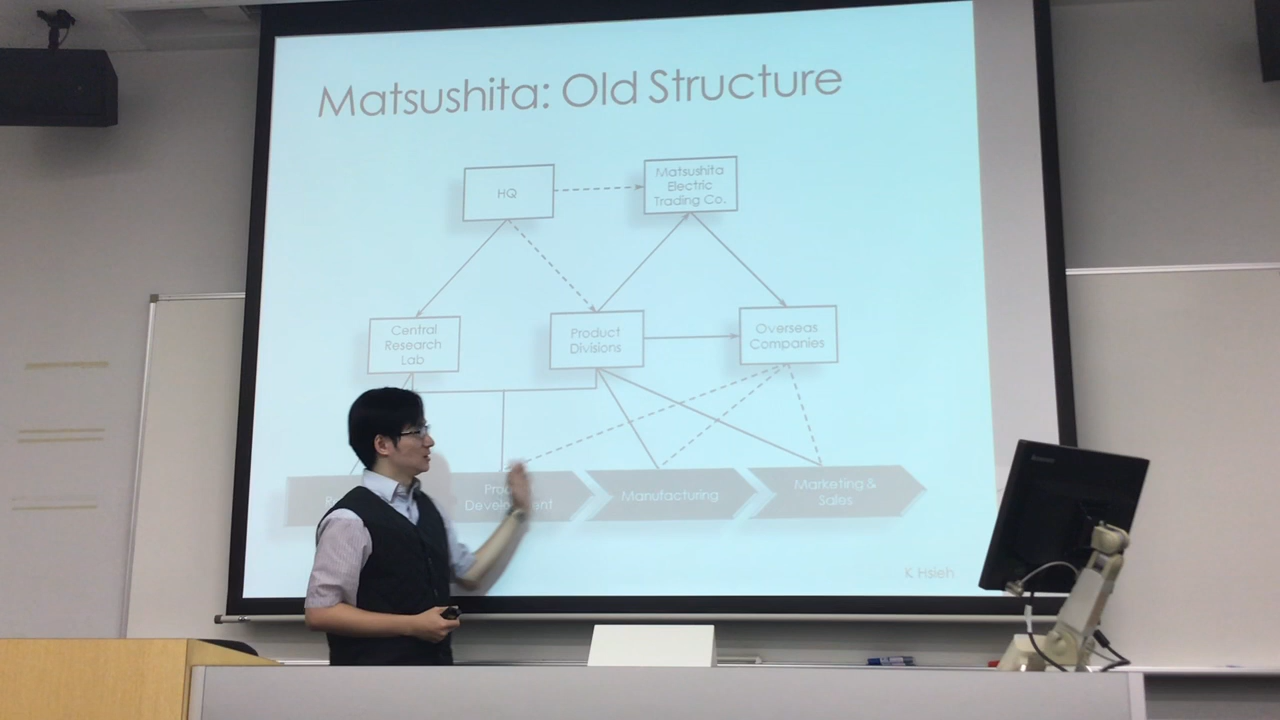 Matsushita: Old Structure
HQ
Matsushita
Electric
Trading Co.
Central
Research
Lab
Product
Divisions
Overseas
Companies
Manufacturing
Marketing &
Sales
K Hsieh